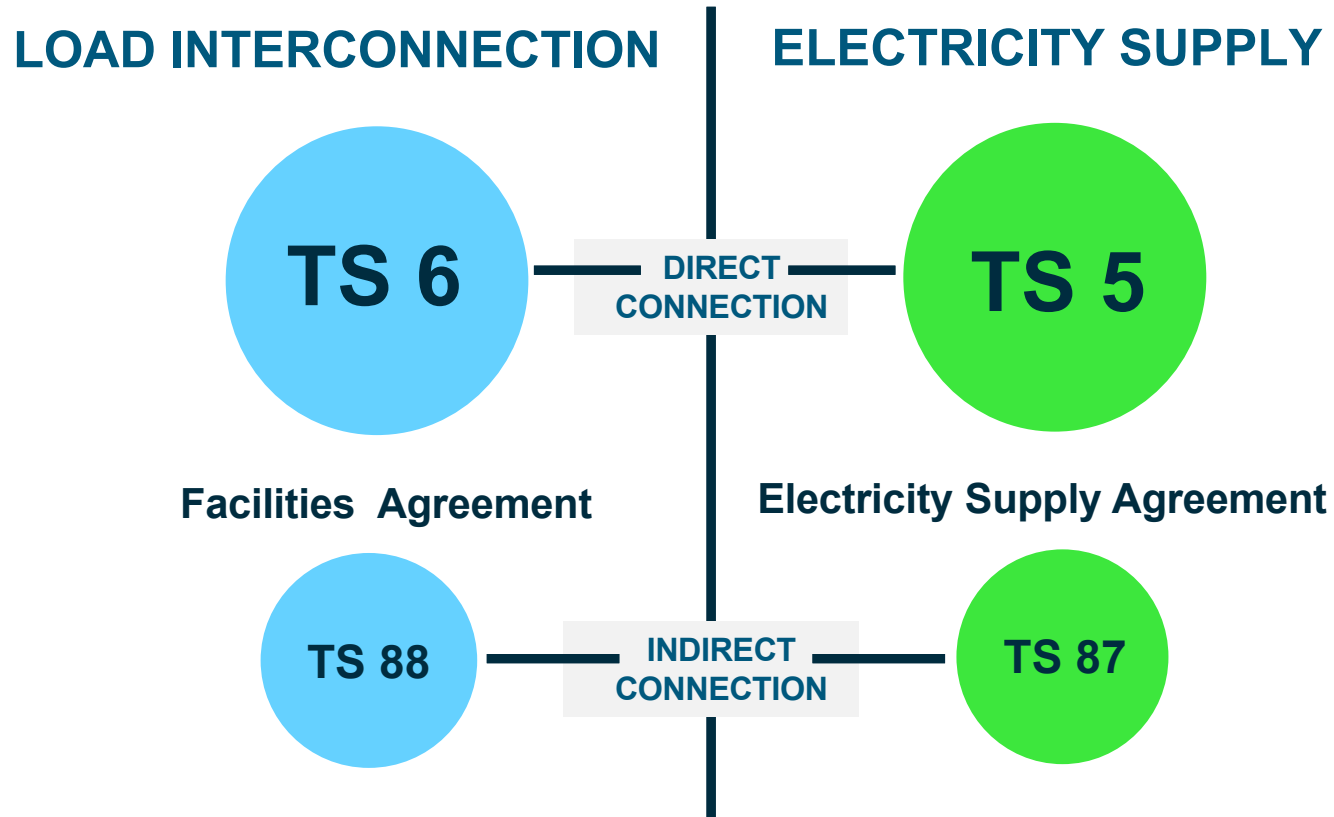 LOAD INTERCONNECTION
ELECTRICITY SUPPLY
TS 6
DIRECT
CONNECTION
TS 5
Facilities Agreement
Electricity Supply Agreement
TS 88
INDIRECT
CONNECTION
TS 87